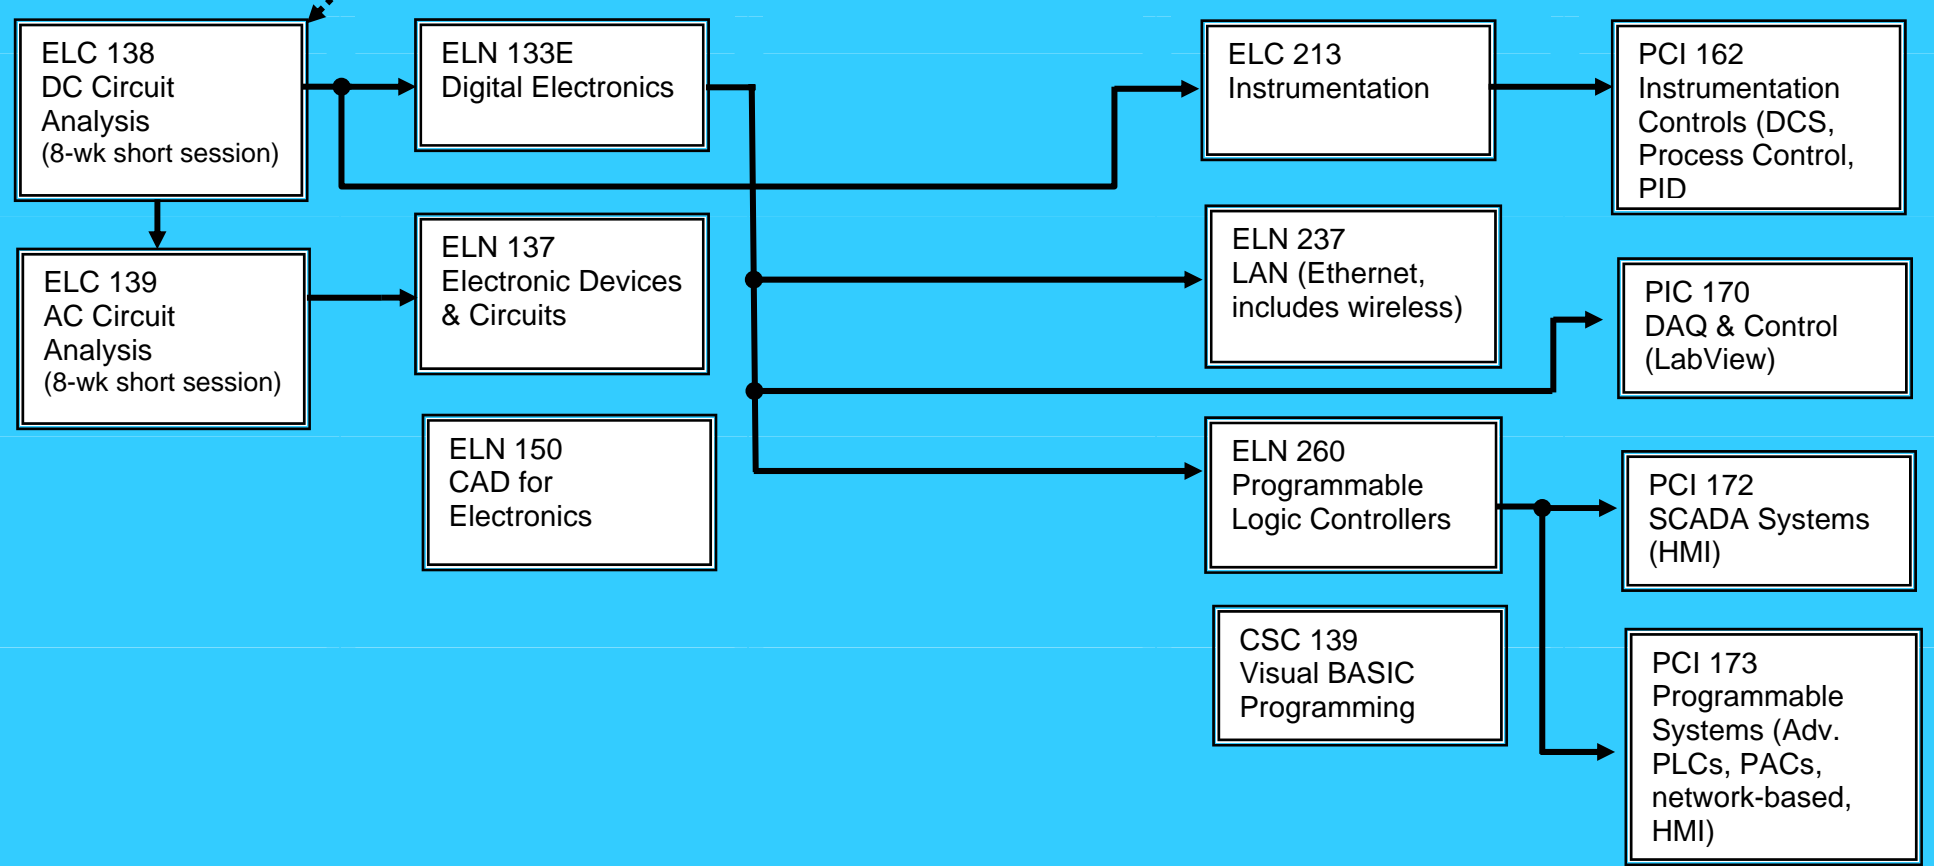 ELC 138
DC Circuit
Analysis
(8-wk short session)
ELN 133E
Digital Electronics
ELC 213
Instrumentation
PCI 162
Instrumentation
Controls (DCS,
Process Control,
PID
ELC 139
AC Circuit
Analysis
(8-wk short session)
ELN 137
Electronic Devices
& Circuits
ELN 237
LAN (Ethernet,
includes wireless)
PIC 170
DAQ & Control
(LabView)
ELN 150
CAD for
Electronics
ELN 260
Programmable
Logic Controllers
PCI 172
SCADA Systems
(HMI)
CSC 139
Visual BASIC
Programming
PCI 173
Programmable
Systems (Adv.
PLCs, PACs,
network-based,
HMI)